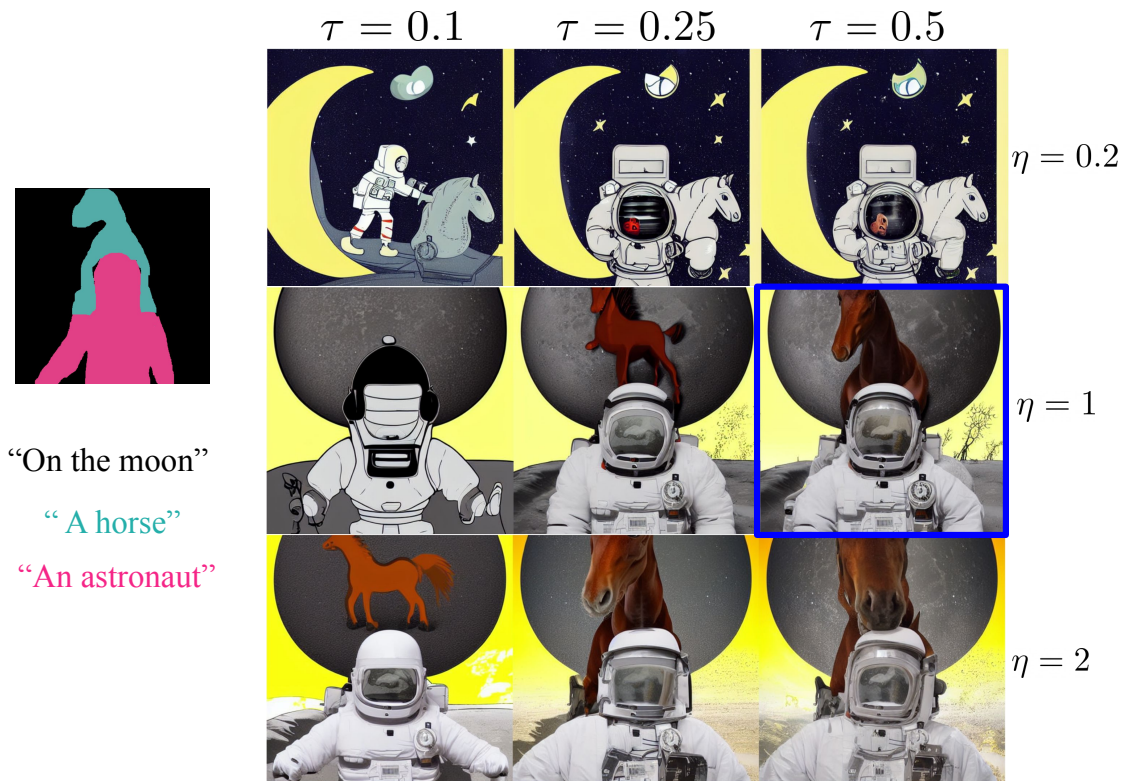 τ = 0.1
τ = 0.25
τ = 0.5
η = 0.2
η = 1
η = 2
“On the moon”
“ A horse”
“An astronaut”